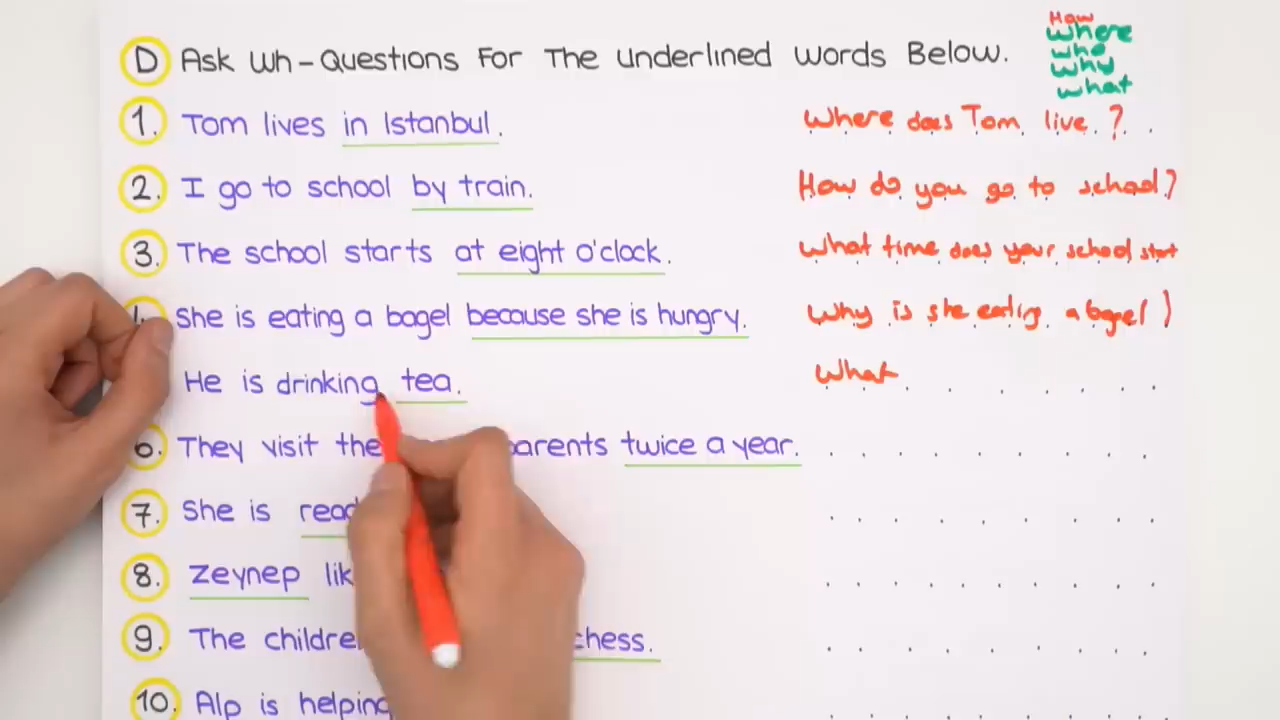 D Ask Wh-Questions For The Underlined Words Below.
How
where
who
why
what
1. Tom lives in Istanbul. Where does Tom live ?
2. I go to school by train. How do you go to school?
3. The school starts at eight o'clock. What time does your school start
She is eating a bagel because she is hungry. Why is she eating a bagel )
He is drinking tea. What
6. They visit parents twice a year.
7. She is
8. Zeynep
9. The chess.
10. Alp is helping